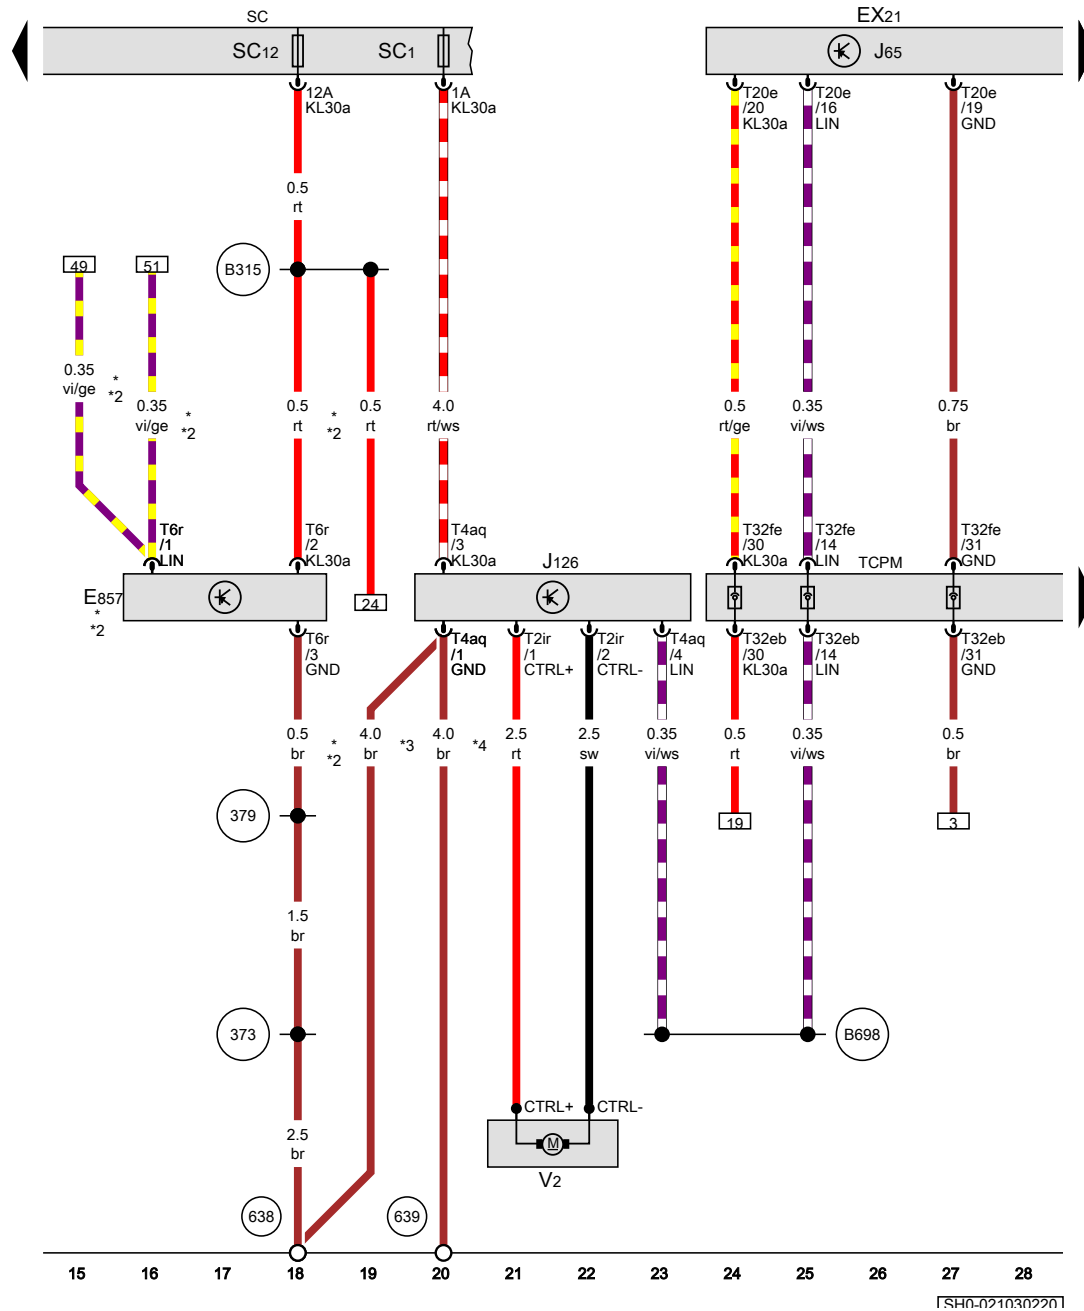 SC
EX21
SC12
SC1
J65
12A
KL30a
1A
KL30a
T20e
/20
KL30a
T20e
/16
LIN
T20e
/19
GND
0.5
rt
49
51
B315
0.35
vi/ge
*
*2
0.35
vi/ge
*
*2
0.5
rt
*
*2
0.5
rt
4.0
rt/ws
0.5
rt/ge
0.35
vi/ws
0.75
br
T6r
/1
LIN
T6r
/2
KL30a
T4aq
/3
KL30a
T32fe
/30
KL30a
T32fe
/14
LIN
T32fe
/31
GND
J126
TCPM
E857
*
*2
24
T6r
/3
GND
T4aq
/1
GND
T2ir
/1
CTRL+
T2ir
/2
CTRL-
T4aq
/4
LIN
T32eb
/30
KL30a
T32eb
/14
LIN
T32eb
/31
GND
0.5
br
*
*2
4.0
br
*3
4.0
br
*4
2.5
rt
2.5
sw
0.35
vi/ws
0.5
rt
0.35
vi/ws
0.5
br
379
19
3
1.5
br
373
B698
CTRL+
CTRL-
2.5
br
M
V2
638
639
15 16 17 18 19 20 21 22 23 24 25 26 27 28
SH0-021030220